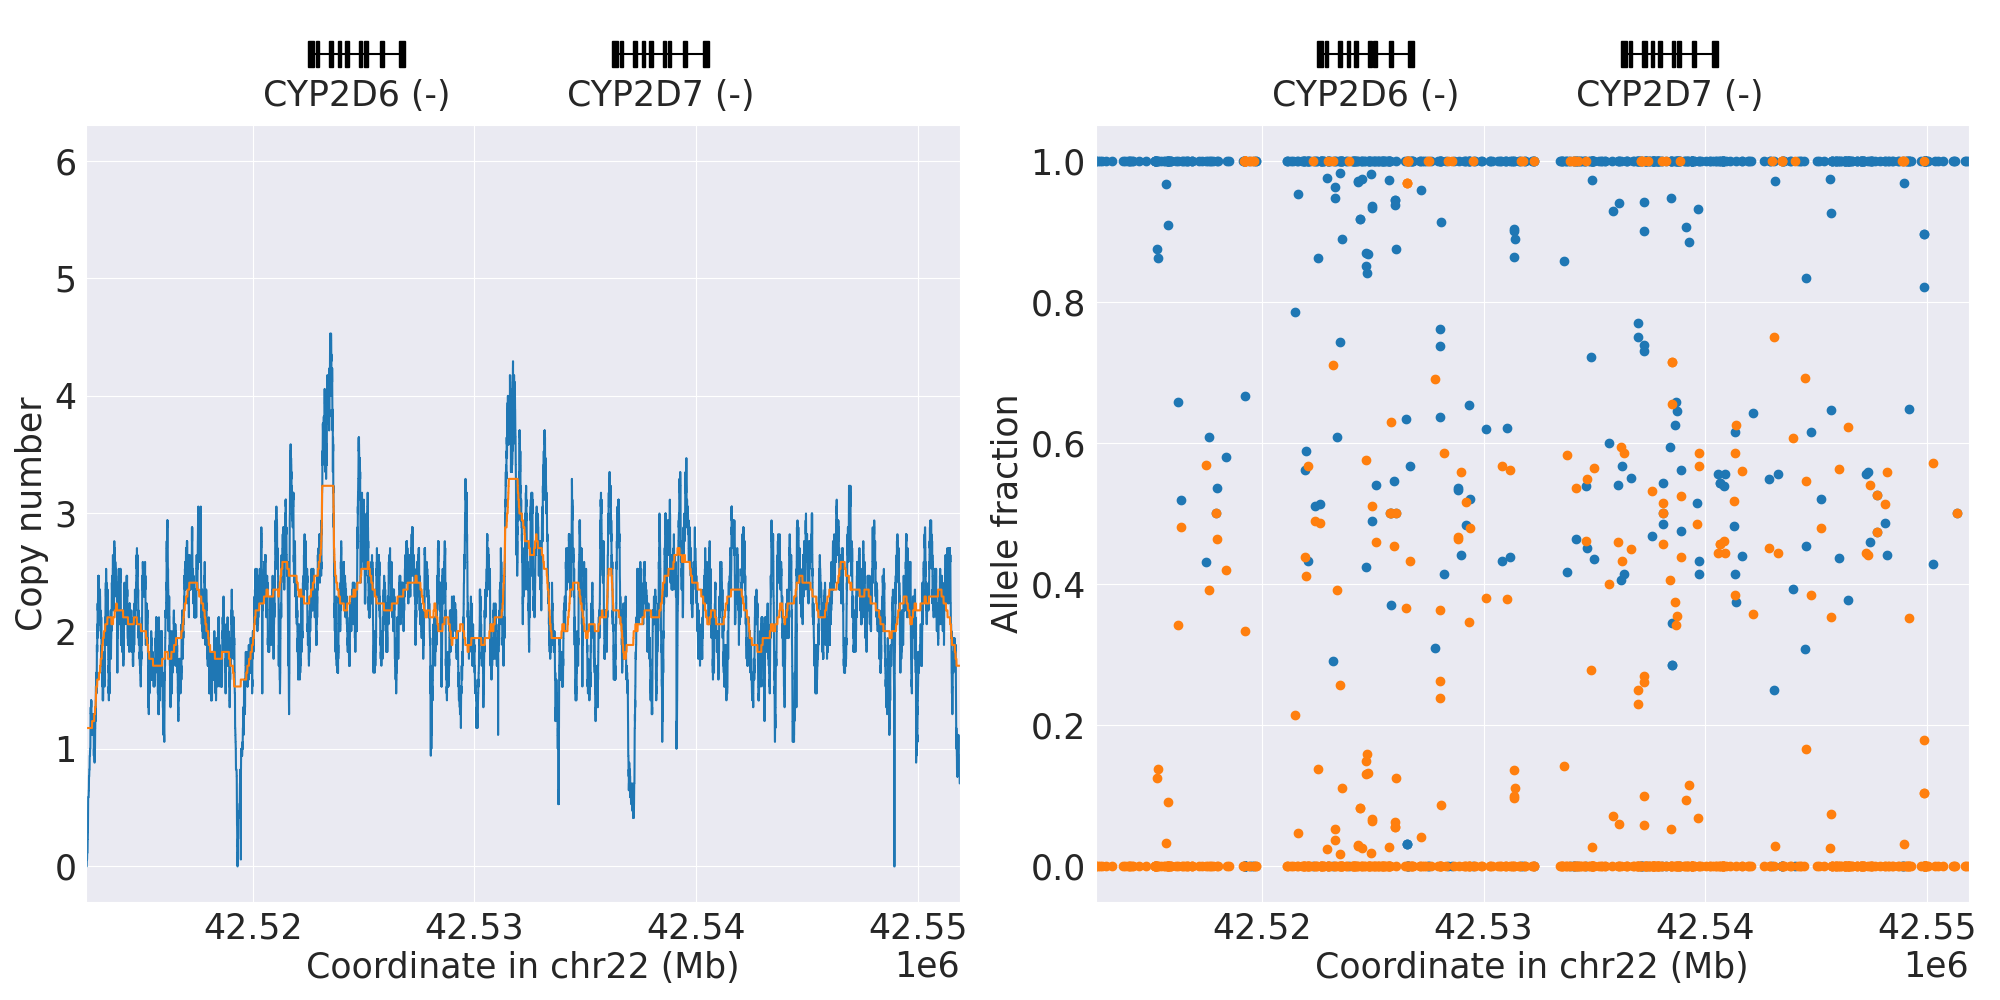 CYP2D6 (-) CYP2D7 (-)
6
5
4
3
2
1
0
Copy number
42.52 42.53 42.54 42.55
Coordinate in chr22 (Mb) 1e6
CYP2D6 (-) CYP2D7 (-)
1.0
0.8
0.6
0.4
0.2
0.0
Allele fraction
42.52 42.53 42.54 42.55
Coordinate in chr22 (Mb) 1e6